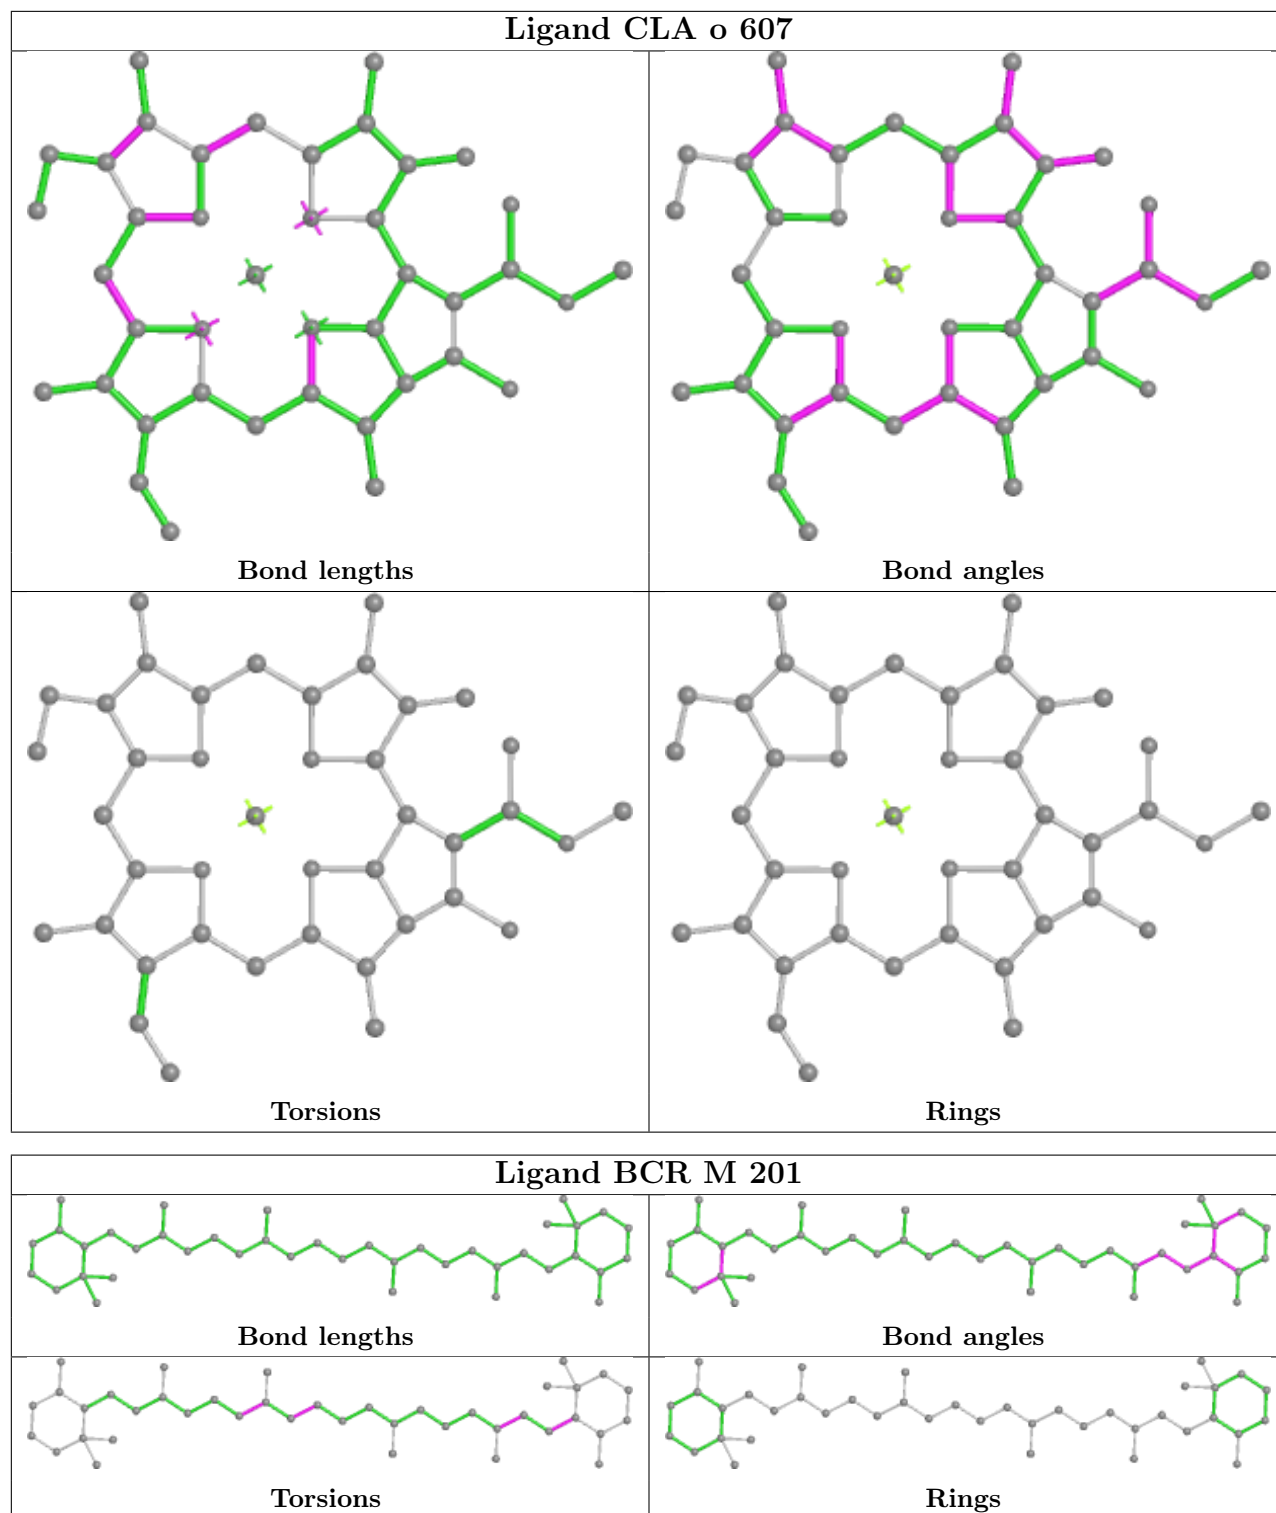 Ligand CLA o 607
Bond lengths
Bond angles
Torsions
Rings
Ligand BCR M 201
Bond lengths
Bond angles
Torsions
Rings